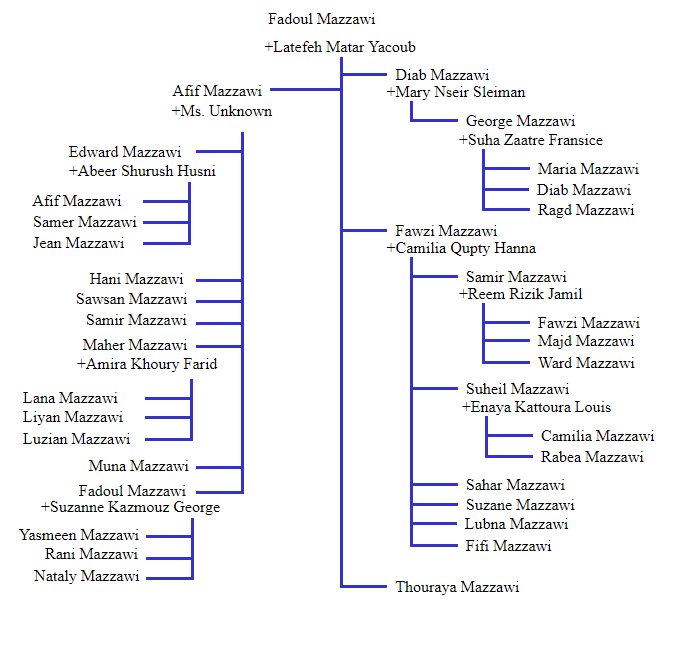 Fadoul Mazzawi
+Latefeh Matar Yacoub
Afif Mazzawi
+Ms. Unknown
Edward Mazzawi
+Abeer Shurush Husni
Afif Mazzawi
Samer Mazzawi
Jean Mazzawi
Hani Mazzawi
Sawsan Mazzawi
Samir Mazzawi
Maher Mazzawi
+Amira Khoury Farid
Lana Mazzawi
Liyan Mazzawi
Luzian Mazzawi
Muna Mazzawi
Fadoul Mazzawi
+Suzanne Kazmouz George
Yasmeen Mazzawi
Rani Mazzawi
Nataly Mazzawi
Diab Mazzawi
+Mary Nseir Sleiman
George Mazzawi
+Suha Zaatre Fransice
Maria Mazzawi
Diab Mazzawi
Ragd Mazzawi
Fawzi Mazzawi
+Camilia Qupty Hanna
Samir Mazzawi
+Reem Rizik Jamil
Fawzi Mazzawi
Majd Mazzawi
Ward Mazzawi
Suheil Mazzawi
+Enaya Kattoura Louis
Camilia Mazzawi
Rabea Mazzawi
Sahar Mazzawi
Suzane Mazzawi
Lubna Mazzawi
Fifi Mazzawi
Thouraya Mazzawi